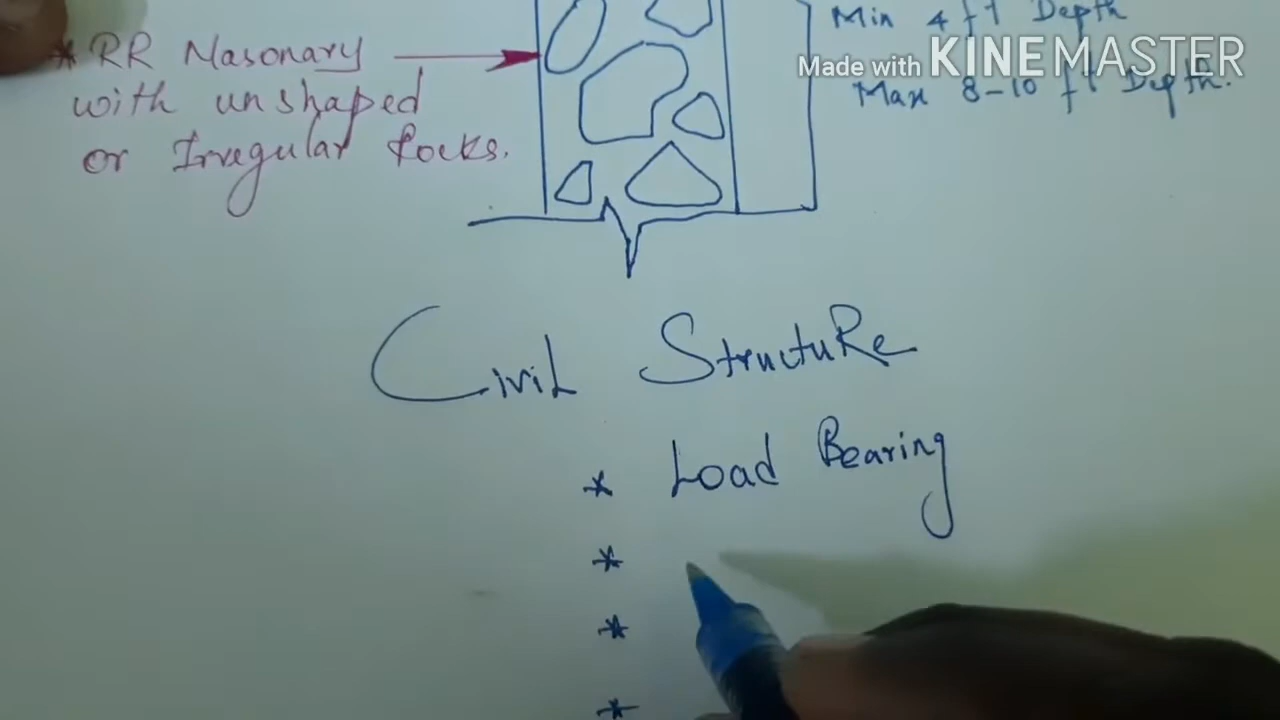 * RR Masonary
with unshaped
or Irregular Rocks.
Min 4 ft Depth
Made with KINEMASTER
Max 8-10 ft Depth.
Civil Structure
* Load Bearing
*
*
*